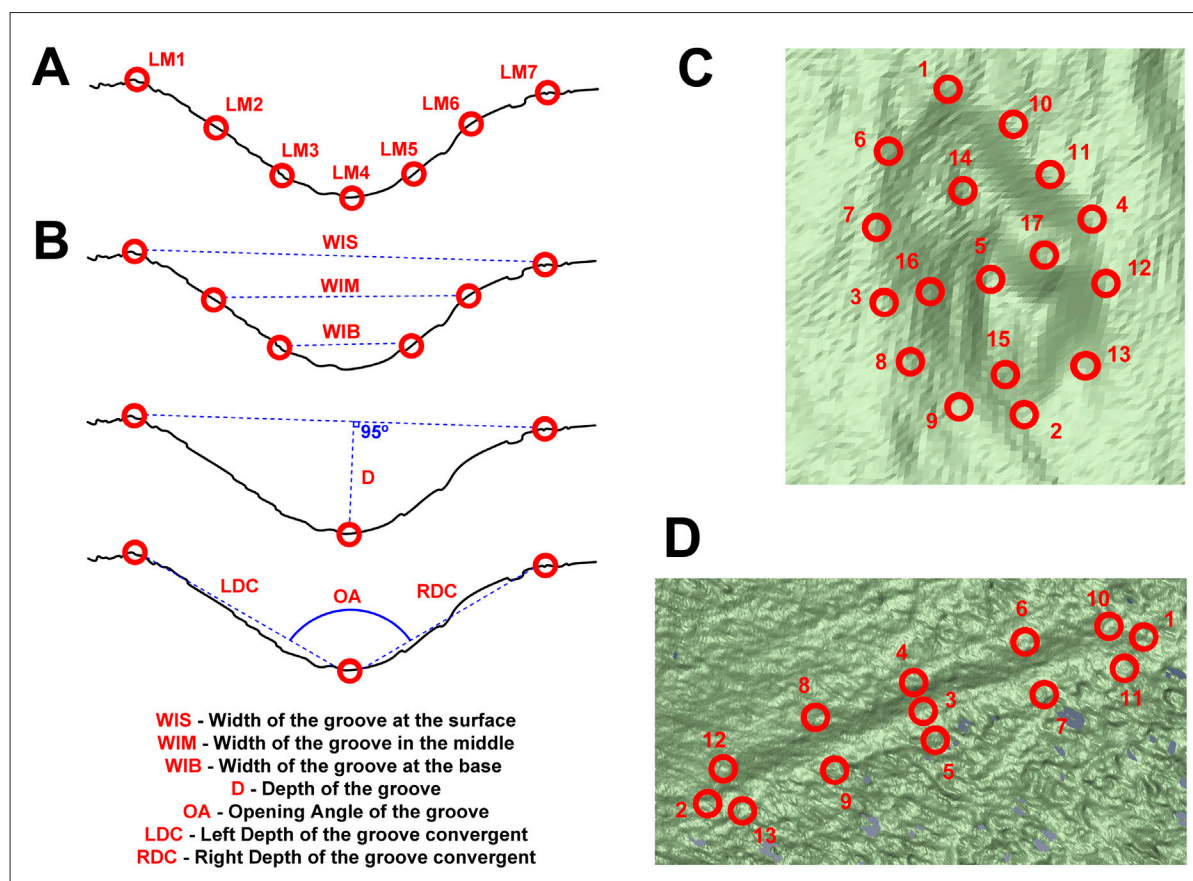 A
LM1
LM2
LM3
LM4
LM5
LM6
LM7
B
WIS
WIM
WIB
95º
D
LDC
OA
RDC
WIS - Width of the groove at the surface
WIM - Width of the groove in the middle
WIB - Width of the groove at the base
D - Depth of the groove
OA - Opening Angle of the groove
LDC - Left Depth of the groove convergent
RDC - Right Depth of the groove convergent
C
1
10
6
14
11
7
17
4
5
16
12
3
15
8
13
9
2
D
6
10
1
4
8
3
11
7
12
5
9
2
13